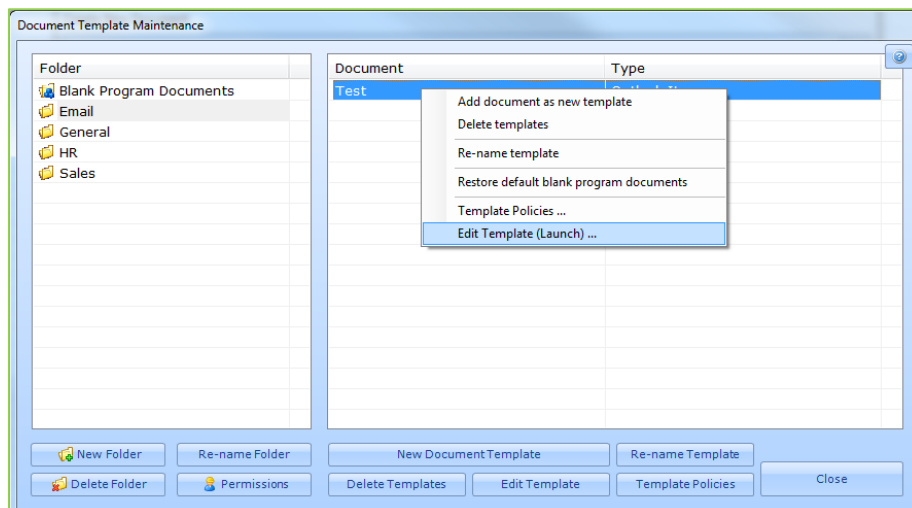 Document Template Maintenance
Folder
Blank Program Documents
Email
General
HR
Sales
Document Type
Test
Add document as new template
Delete templates
Re-name template
Restore default blank program documents
Template Policies ...
Edit Template (Launch) ...
New Folder Re-name Folder
Delete Folder Permissions
New Document Template Re-name Template
Delete Templates Edit Template Template Policies
Close